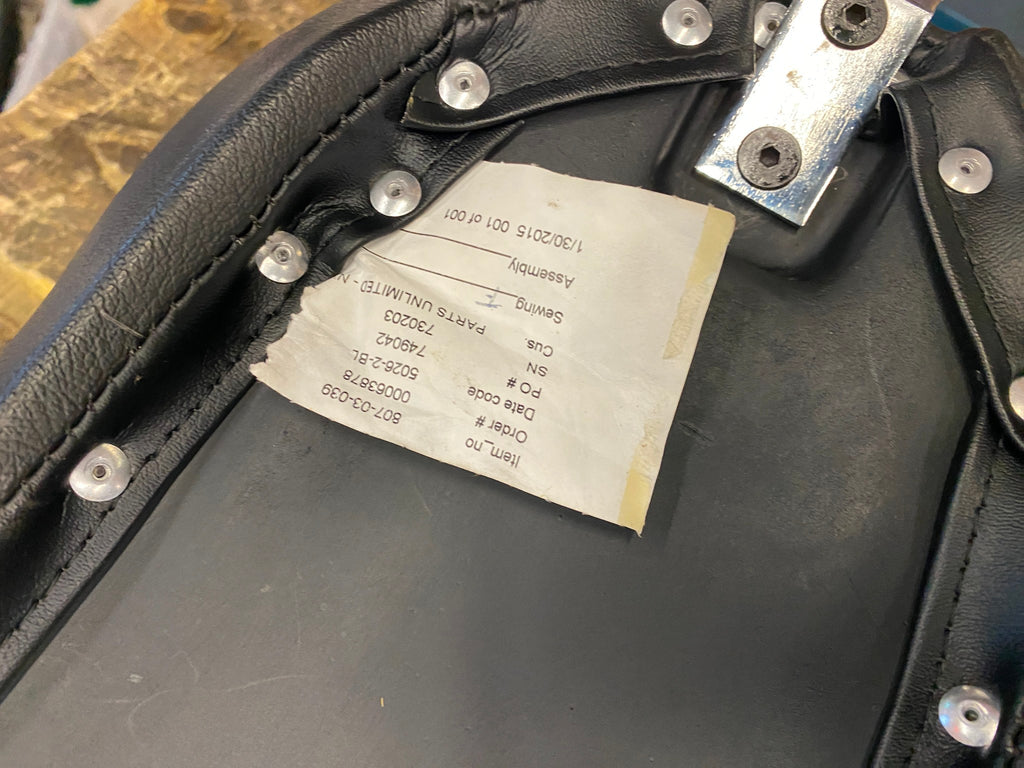 Item_no 807-03-039
Order# 00063878
Date code 5026-2-BL
PO # 749042
SN 730203
Cus. PARTS UNLIMITED - N
Sewing
Assembly
1/30/2015 001 of 001